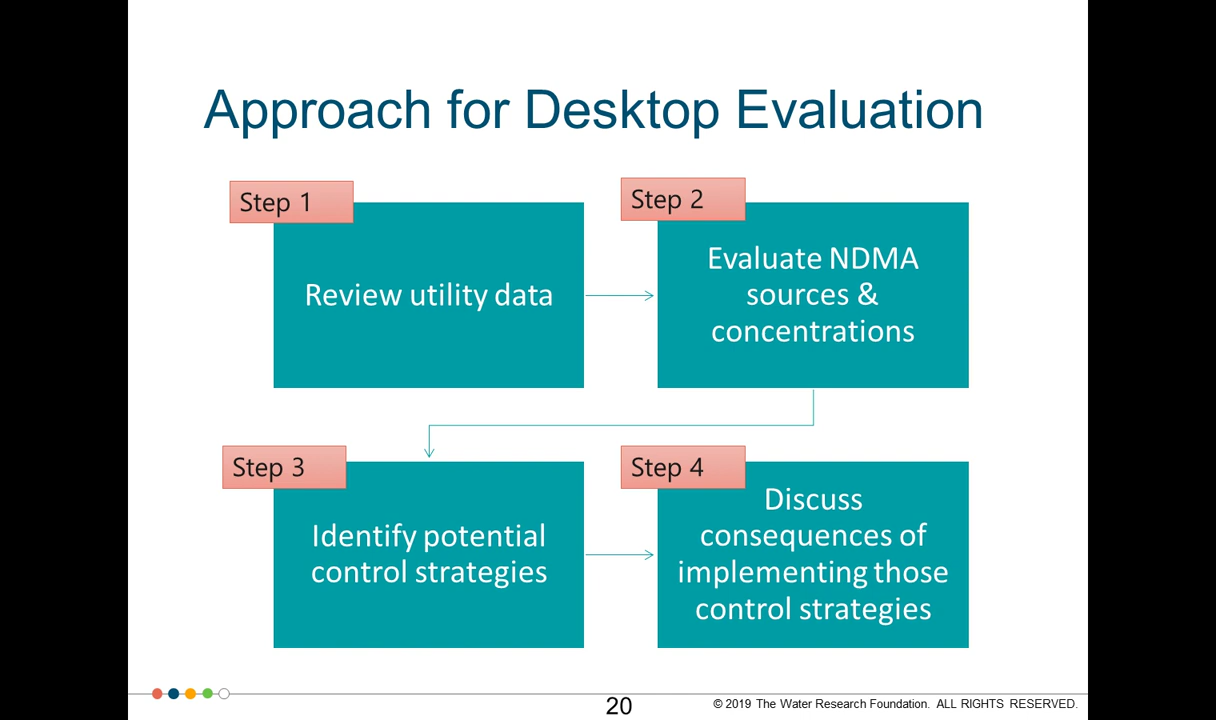 Approach for Desktop Evaluation
Step 1
Review utility data
Step 2
Evaluate NDMA
sources &
concentrations
Step 3
Identify potential
control strategies
Step 4
Discuss
consequences of
implementing those
control strategies
20
© 2019 The Water Research Foundation. ALL RIGHTS RESERVED.